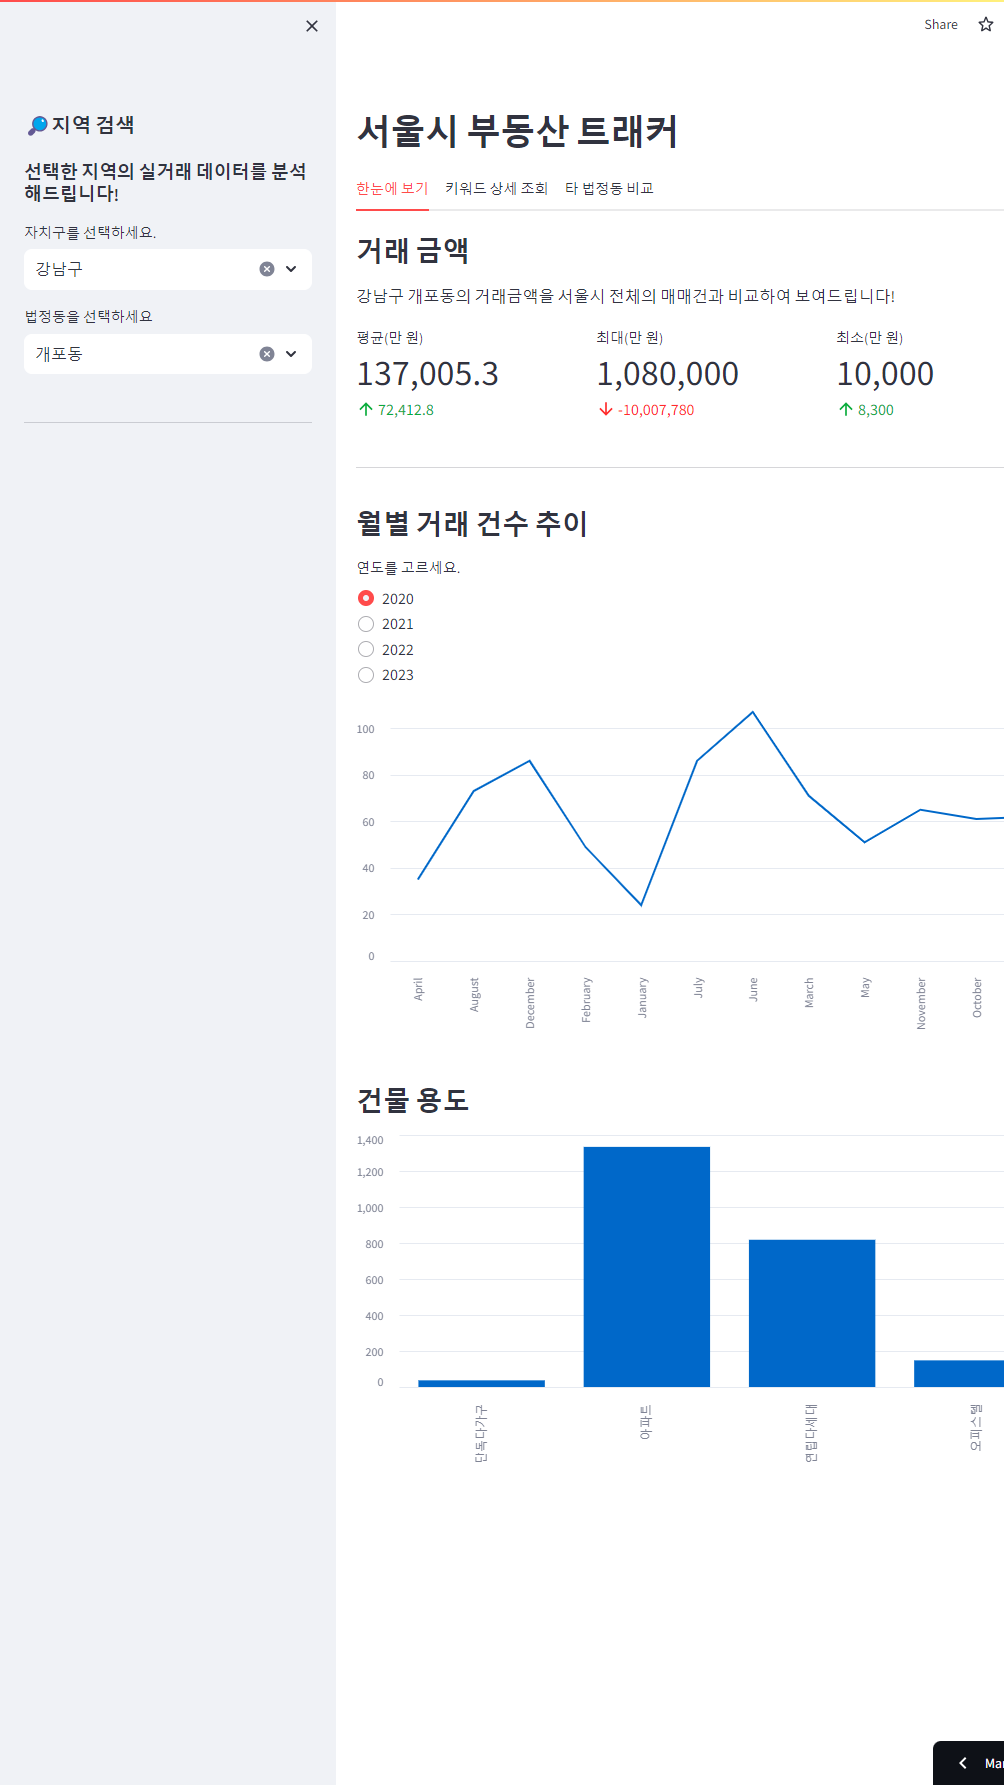 Share
지역 검색
선택한 지역의 실거래 데이터를 분석
해드립니다!
자치구를 선택하세요.
강남구
법정동을 선택하세요
개포동
서울시 부동산 트래커
한눈에 보기 키워드 상세 조회 타 법정동 비교
거래 금액
강남구 개포동의 거래금액을 서울시 전체의 매매건과 비교하여 보여드립니다!
평균(만 원) 최대(만 원) 최소(만 원)
137,005.3 1,080,000 10,000
72,412.8 -10,007,780 8,300
월별 거래 건수 추이
연도를 고르세요.
2020
2021
2022
2023
100
80
60
40
20
0
April August December February January July June March May November October
건물 용도
1,400
1,200
1,000
800
600
400
200
0
단독다가구 아파트 연립다세대 오피스텔